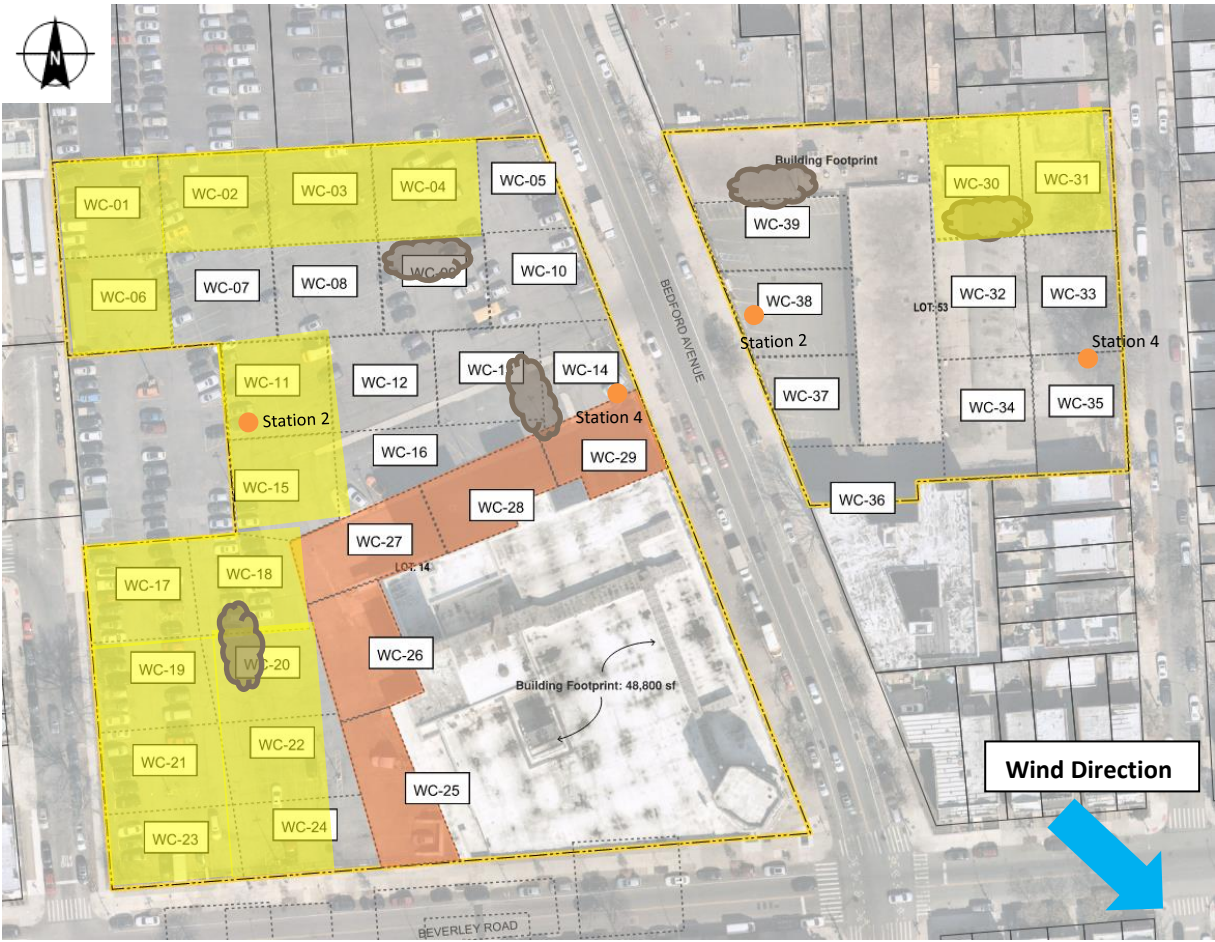 N
Building Footprint
WC-01
WC-02
WC-03
WC-04
WC-05
WC-30
WC-31
WC-39
WC-06
WC-07
WC-08
WC-10
WC-38
WC-32
WC-33
LOT: 53
BEDFORD AVENUE
Station 2
Station 4
WC-11
WC-12
WC-14
WC-37
WC-34
WC-35
Station 2
Station 4
WC-16
WC-29
WC-15
WC-28
WC-36
WC-27
LOT: 14
WC-17
WC-18
WC-26
WC-19
WC-20
Building Footprint: 48,800 sf
WC-22
WC-21
WC-25
Wind Direction
WC-23
WC-24
BEVERLEY ROAD